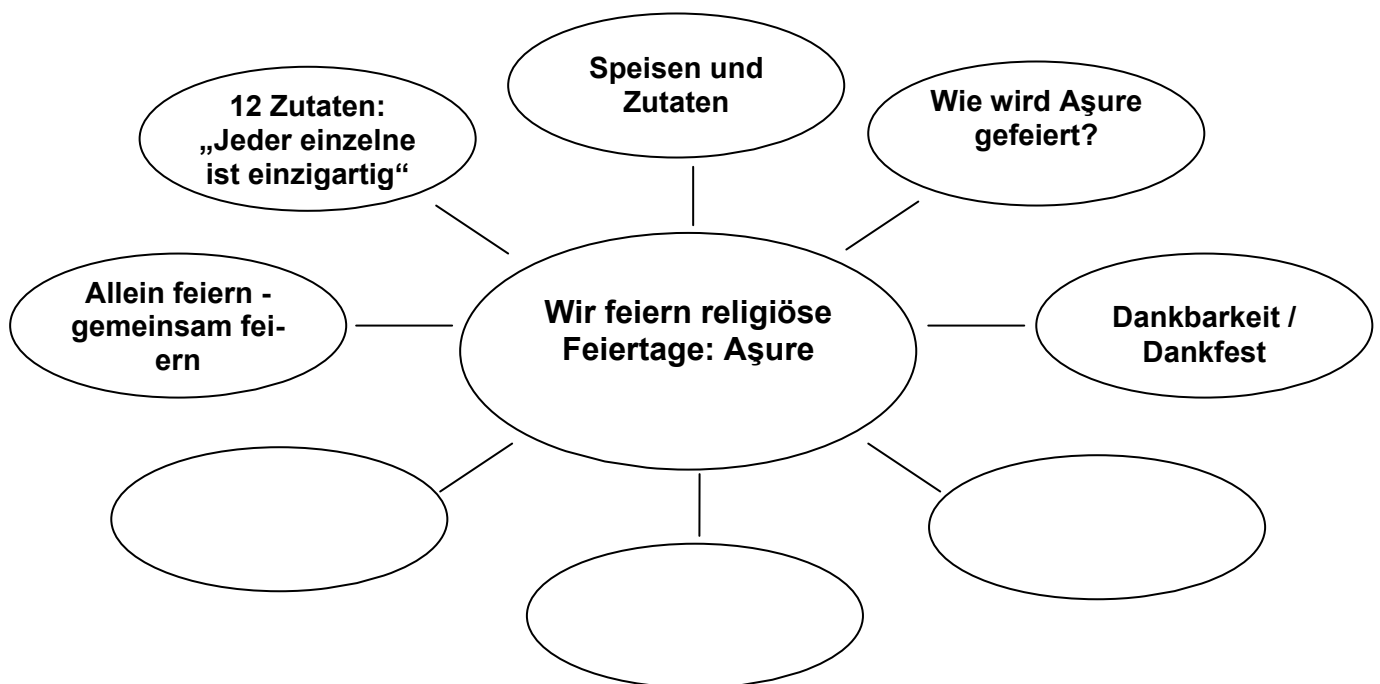 Speisen und
Zutaten
12 Zutaten:
„Jeder einzelne
ist einzigartig“
Wie wird Aşure
gefeiert?
Allein feiern -
gemeinsam fei-
ern
Wir feiern religiöse
Feiertage: Aşure
Dankbarkeit /
Dankfest